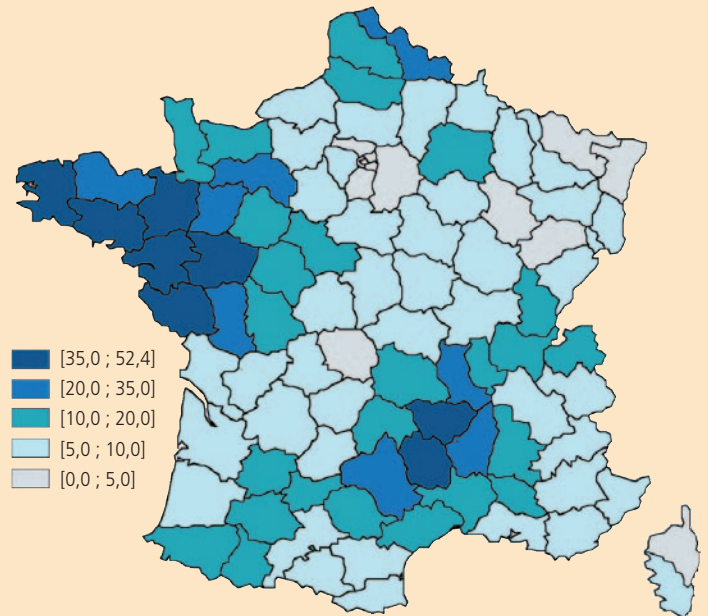 [35,0 ; 52,4]
[20,0 ; 35,0]
[10,0 ; 20,0]
[5,0 ; 10,0]
[0,0 ; 5,0]